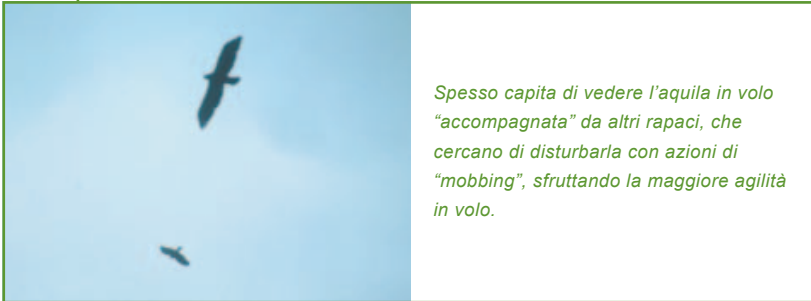 Spesso capita di vedere l’aquila in volo
“accompagnata” da altri rapaci, che
cercano di disturbarla con azioni di
“mobbing”, sfruttando la maggiore agilità
in volo.